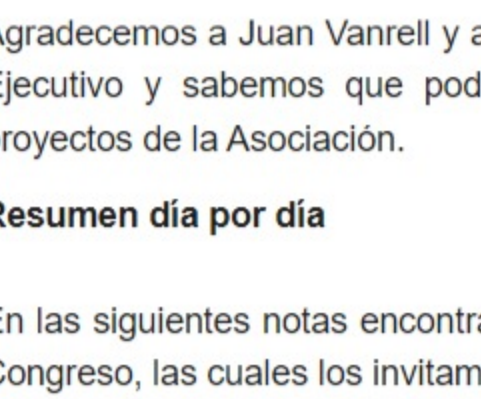 Agradecemos a Juan Vanrell y a
Ejecutivo y sabemos que pod
proyectos de la Asociación.
Resumen día por día
En las siguientes notas encontra
Congreso, las cuales los invitam